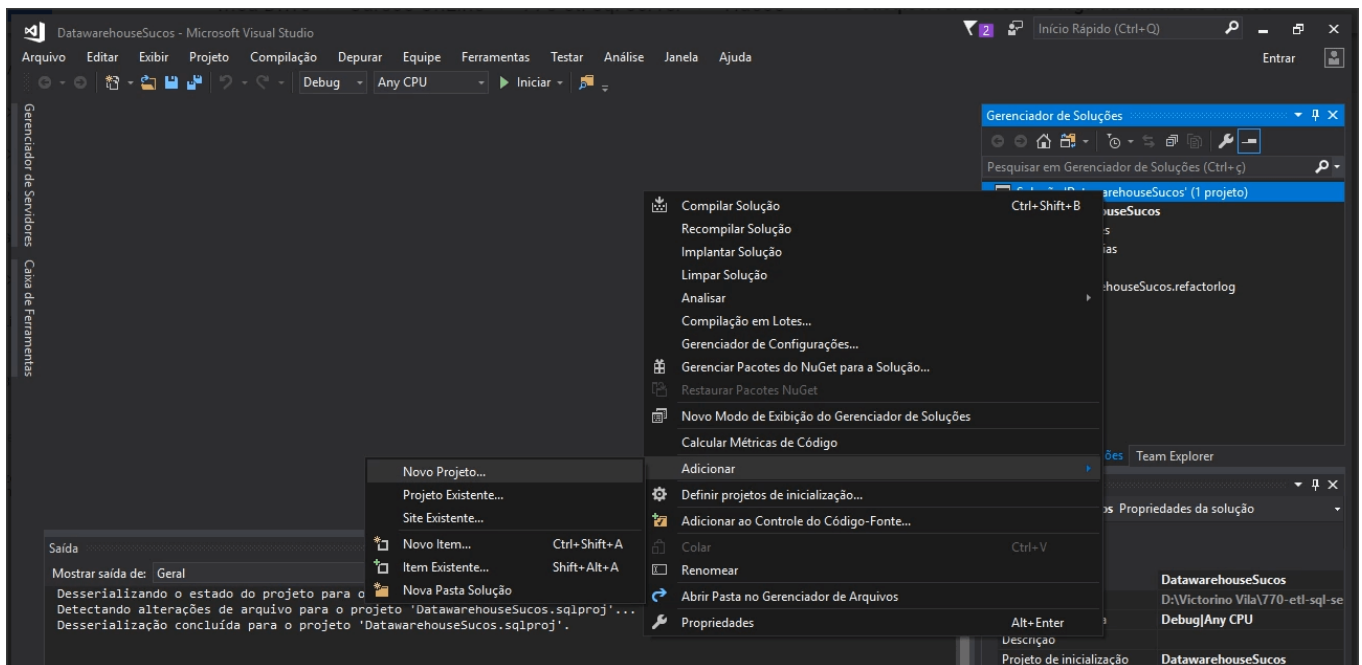 DatawarehouseSucos - Microsoft Visual Studio
2
Início Rápido (Ctrl+Q)
Arquivo Editar Exibir Projeto Compilação Depurar Equipe Ferramentas Testar Análise Janela Ajuda
Entrar
Debug Any CPU Iniciar
Gerenciador de Servidores
Caixa de Ferramentas
Gerenciador de Soluções
Pesquisar em Gerenciador de Soluções (Ctrl+ç)
arehouseSucos' (1 projeto)
ouseSucos
es
ias
ehouseSucos.refactorlog
Compilar Solução Ctrl+Shift+B
Recompilar Solução
Implantar Solução
Limpar Solução
Analisar
Compilação em Lotes...
Gerenciador de Configurações...
Gerenciar Pacotes do NuGet para a Solução...
Restaurar Pacotes NuGet
Novo Modo de Exibição do Gerenciador de Soluções
Calcular Métricas de Código
Adicionar
Definir projetos de inicialização...
Adicionar ao Controle do Código-Fonte...
Colar Ctrl+V
Renomear
Abrir Pasta no Gerenciador de Arquivos
Propriedades Alt+Enter
Novo Projeto...
Projeto Existente...
Site Existente...
Novo Item... Ctrl+Shift+A
Item Existente... Shift+Alt+A
Nova Pasta Solução
ões Team Explorer
os Propriedades da solução
DatawarehouseSucos
D:\Victorino Vila\770-etl-sql-se
Debug|Any CPU
Descrição
Projeto de inicialização DatawarehouseSucos
Saída
Mostrar saída de: Geral
Desserializando o estado do projeto para o
Detectando alterações de arquivo para o projeto 'DatawarehouseSucos.sqlproj'...
Desserialização concluída para o projeto 'DatawarehouseSucos.sqlproj'.